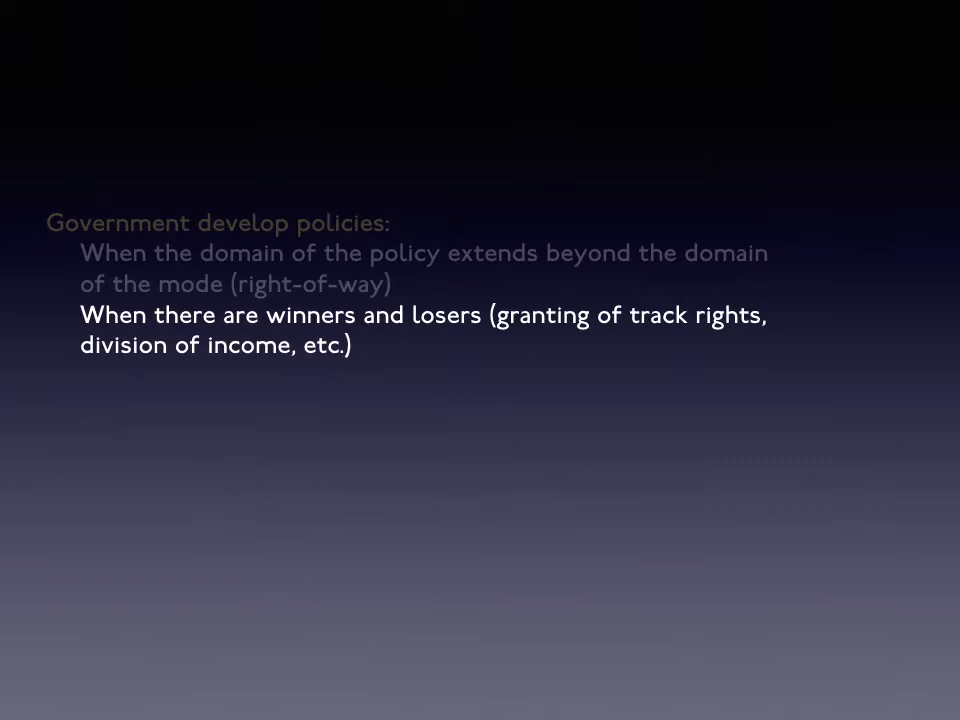 Government develop policies:
When the domain of the policy extends beyond the domain
of the mode (right-of-way)
When there are winners and losers (granting of track rights,
division of income, etc.)